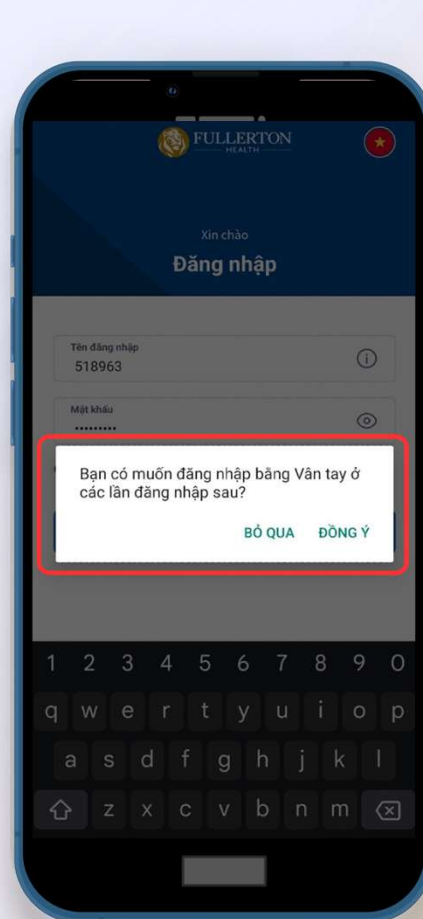 FULLERTON
HEALTH
Xin chào
Đăng nhập
Tên đăng nhập
518963
Mật khẩu
Bạn có muốn đăng nhập bằng Vân tay ở
các lần đăng nhập sau?
BỎ QUA ĐỒNG Ý
1 2 3 4 5 6 7 8 9 0
q w e r t y u i o p
a s d f g h j k l
z x c v b n m